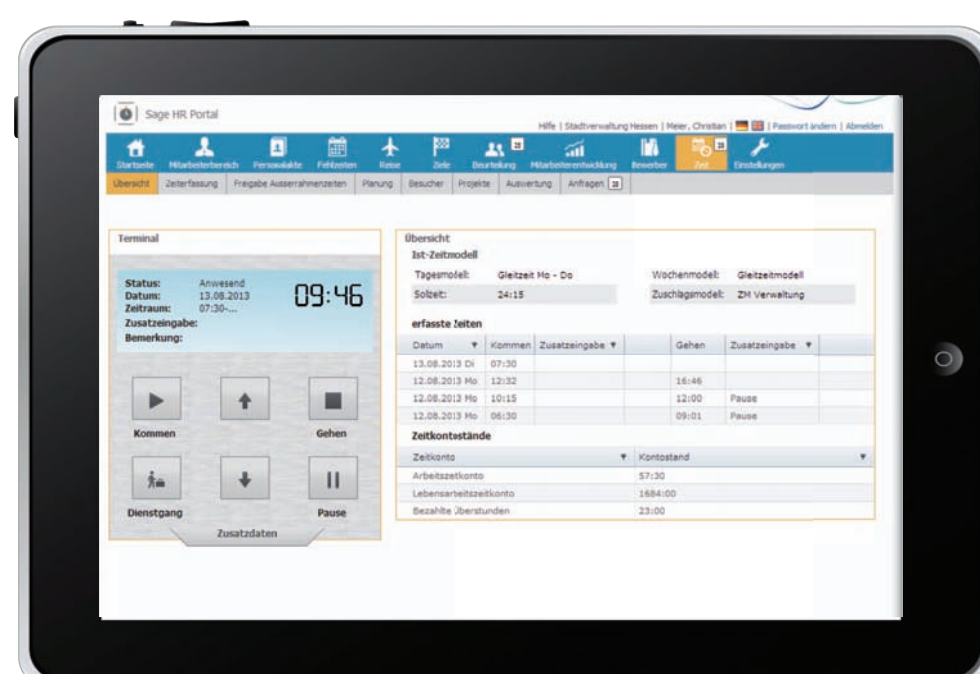 Sage HR Portal
Hilfe | Stadtverwaltung Hessen | Meier, Christian | | Passwort ändern | Abmelden
Startseite Mitarbeiterbereich Personalakte Fehlzeiten Reise Ziele Beurteilung Mitarbeiterentwicklung Bewerber Zeit Einstellungen
Übersicht Zeiterfassung Freigabe Ausserrahmenzeiten Planung Besucher Projekte Auswertung Anfragen
Terminal
Status: Anwesend
Datum: 13.08.2013
Zeitraum: 07:30-...
Zusatzeingabe:
Bemerkung:
09:46
Kommen Gehen
Dienstgang Pause
Zusatzdaten
Übersicht
Ist-Zeitmodell
Tagesmodell: Gleitzeit Mo - Do Wochenmodell: Gleitzeitmodell
Solzeit: 24:15 Zuschlagsmodell: ZM Verwaltung
erfasste Zeiten
Datum Kommen Zusatzeingabe Gehen Zusatzeingabe
13.08.2013 Di 07:30
12.08.2013 Mo 12:32 16:46
12.08.2013 Mo 10:15 12:00 Pause
12.08.2013 Mo 06:30 09:01 Pause
Zeitkontostände
Zeitkonto Kontostand
Arbeitszeitkonto 57:30
Lebensarbeitszeitkonto 1684:00
Bezahlte Überstunden 23:00